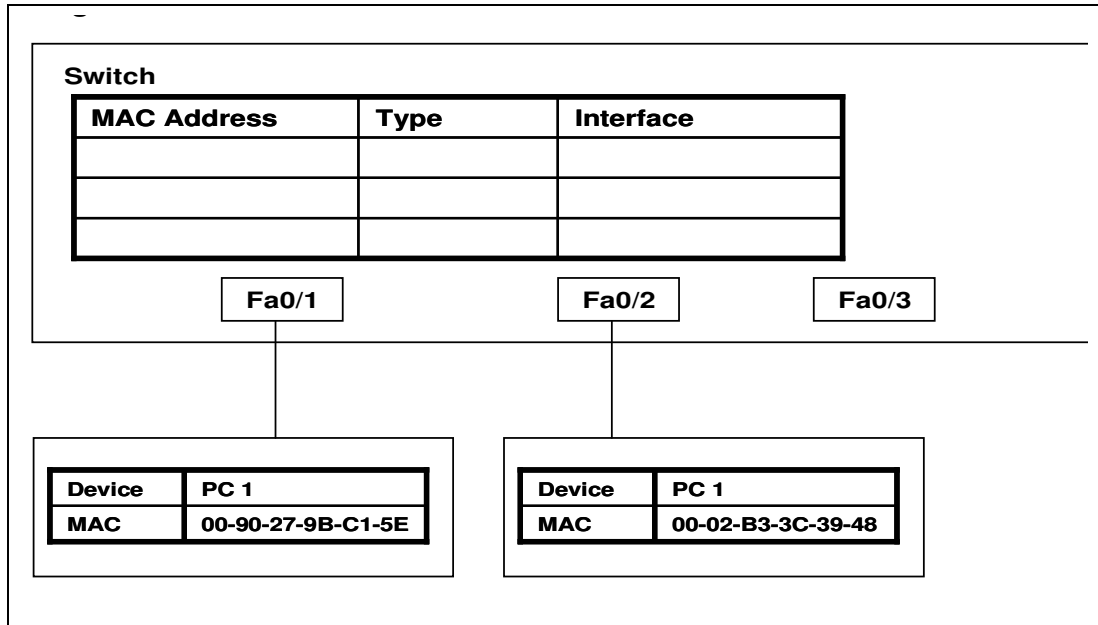 Switch
MAC Address Type Interface
Fa0/1 Fa0/2 Fa0/3
Device PC 1
MAC 00-90-27-9B-C1-5E
Device PC 1
MAC 00-02-B3-3C-39-48